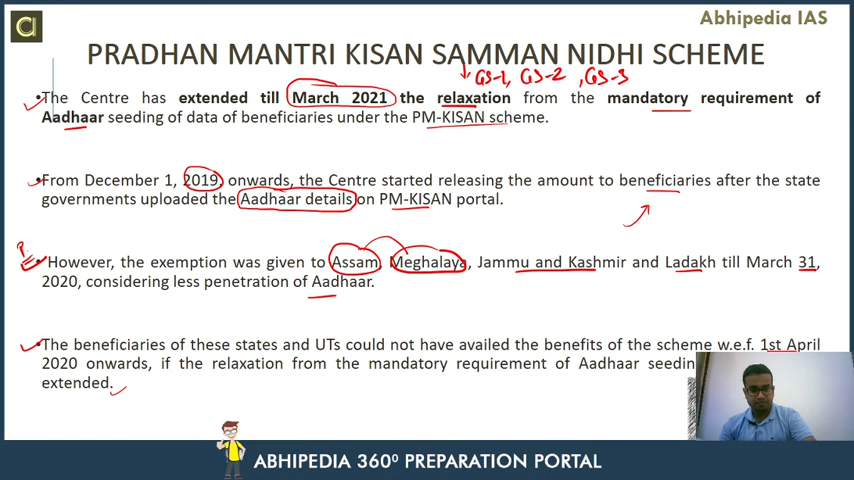 Abhipedia IAS
PRADHAN MANTRI KISAN SAMMAN NIDHI SCHEME
GS-1, GS-2, GS-3
•The Centre has extended till March 2021 the relaxation from the mandatory requirement of
Aadhaar seeding of data of beneficiaries under the PM-KISAN scheme.
•From December 1, 2019 onwards, the Centre started releasing the amount to beneficiaries after the state
governments uploaded the Aadhaar details on PM-KISAN portal.
• However, the exemption was given to Assam, Meghalaya, Jammu and Kashmir and Ladakh till March 31,
2020, considering less penetration of Aadhaar.
•The beneficiaries of these states and UTs could not have availed the benefits of the scheme w.e.f. 1st April
2020 onwards, if the relaxation from the mandatory requirement of Aadhaar seedin
extended.
ABHIPEDIA 360⁰ PREPARATION PORTAL